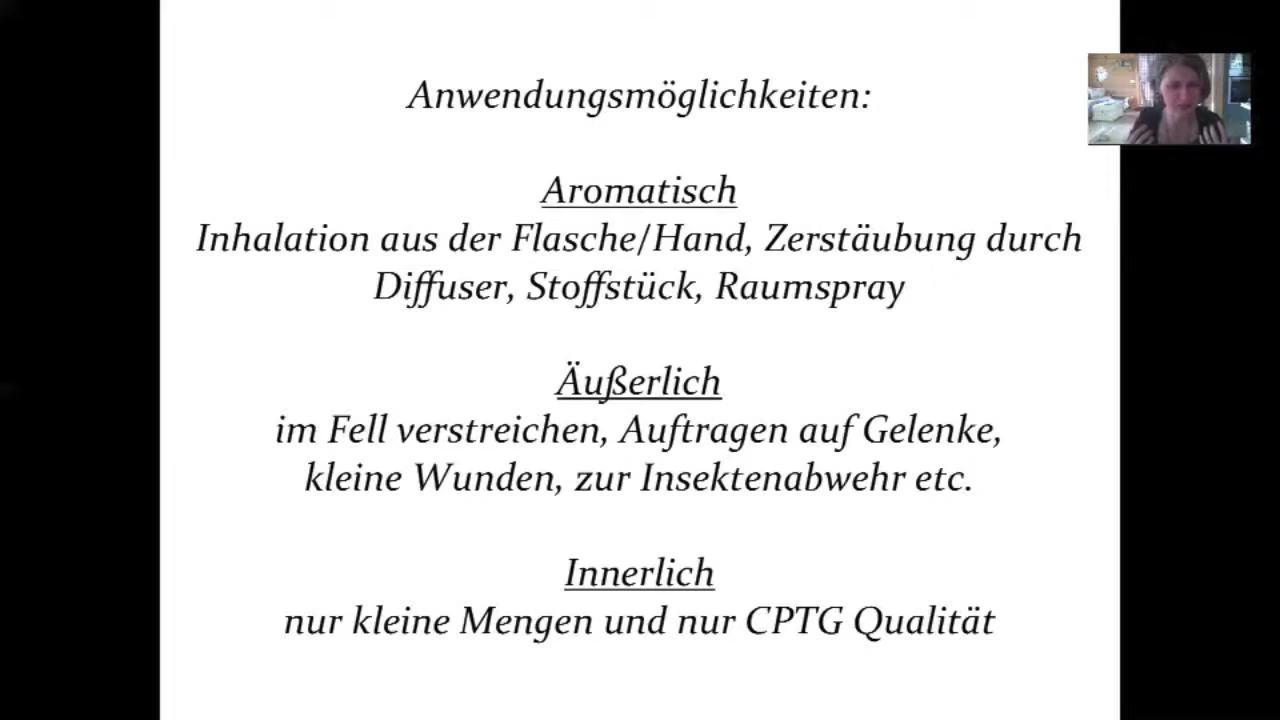 Anwendungsmöglichkeiten:
Aromatisch
Inhalation aus der Flasche/Hand, Zerstäubung durch
Diffuser, Stoffstück, Raumspray
Äußerlich
im Fell verstreichen, Auftragen auf Gelenke,
kleine Wunden, zur Insektenabwehr etc.
Innerlich
nur kleine Mengen und nur CPTG Qualität